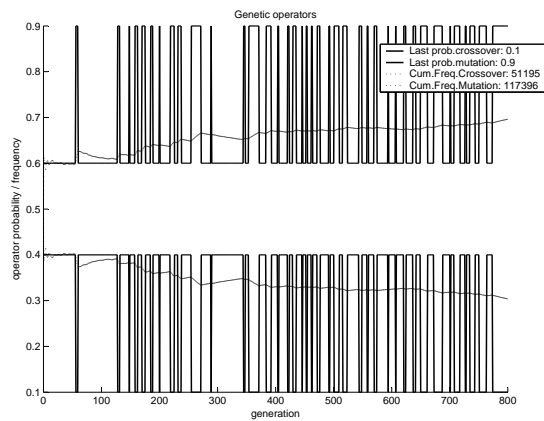 Genetic operators
0.9
Last prob.crossover: 0.1
Last prob.mutation: 0.9
Cum.Freq.Crossover: 51195
Cum.Freq.Mutation: 117396
0.8
0.7
0.6
0.5
0.4
0.3
0.2
0.1
operator probability / frequency
0 100 200 300 400 500 600 700 800
generation